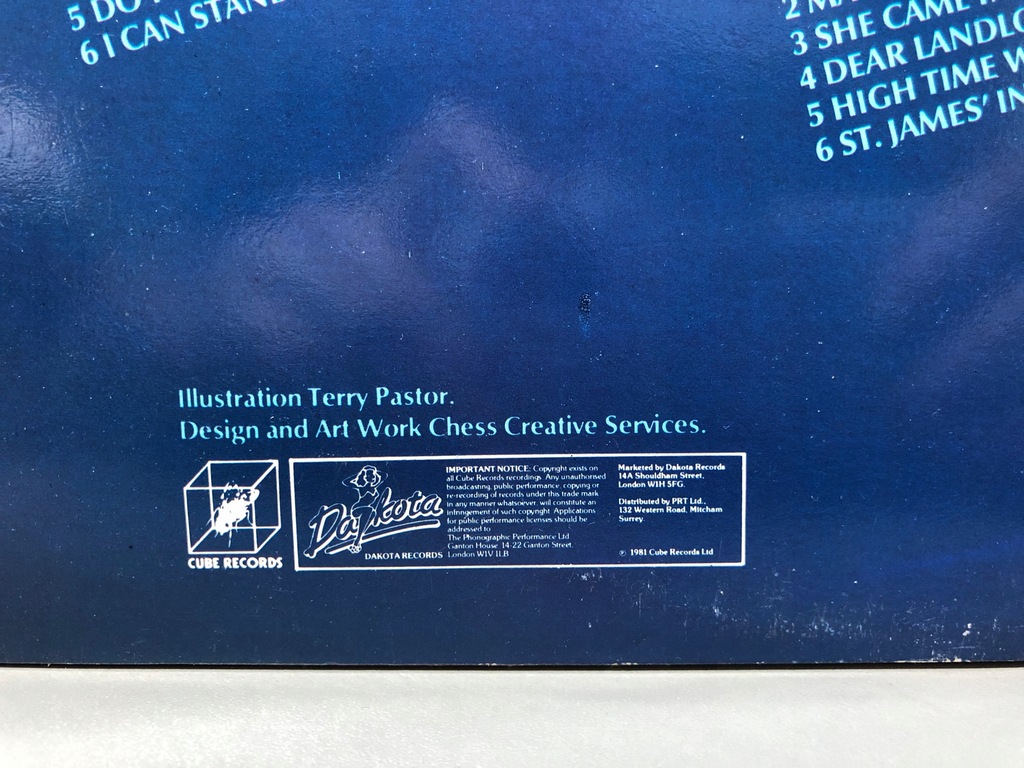 5 DO
6 I CAN STAND
2 MA
3 SHE CAME I
4 DEAR LANDLO
5 HIGH TIME W
6 ST. JAMES' IN
Illustration Terry Pastor.
Design and Art Work Chess Creative Services.
CUBE RECORDS
Dakota
DAKOTA RECORDS
IMPORTANT NOTICE: Copyright exists on
all Cube Records recordings. Any unauthorised
broadcasting, public performance, copying or
re-recording of records under this trade mark
in any manner whatsoever, will constitute an
infringement of such copyright. Applications
for public performance licenses should be
addressed to
The Phonographic Performance Ltd
Ganton House 14-22 Ganton Street,
London W1V 1LB
Marketed by Dakota Records
14A Shouldham Street,
London W1H 5FG.
Distributed by PRT Ltd.,
132 Western Road, Mitcham
Surrey.
℗ 1981 Cube Records Ltd